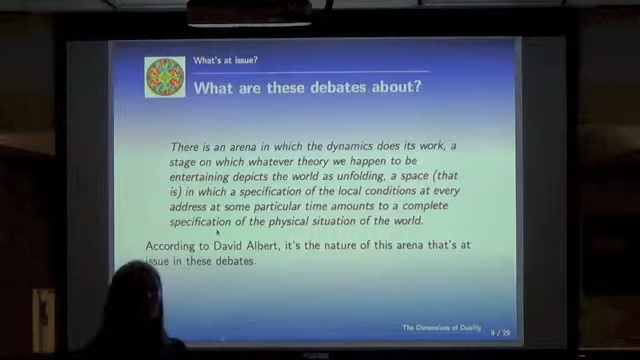 What's at issue?
What are these debates about?
There is an arena in which the dynamics does its work, a
stage on which whatever theory we happen to be
entertaining depicts the world as unfolding, a space (that
is) in which a specification of the local conditions at every
address at some particular time amounts to a complete
specification of the physical situation of the world.
According to David Albert, it's the nature of this arena that's at
issue in these debates.
The Dimensions of Duality
9 / 29